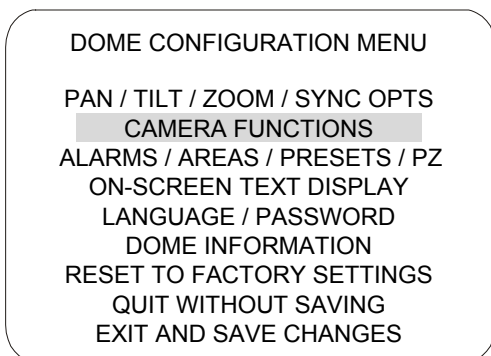 DOME CONFIGURATION MENU
PAN / TILT / ZOOM / SYNC OPTS
CAMERA FUNCTIONS
ALARMS / AREAS / PRESETS / PZ
ON-SCREEN TEXT DISPLAY
LANGUAGE / PASSWORD
DOME INFORMATION
RESET TO FACTORY SETTINGS
QUIT WITHOUT SAVING
EXIT AND SAVE CHANGES